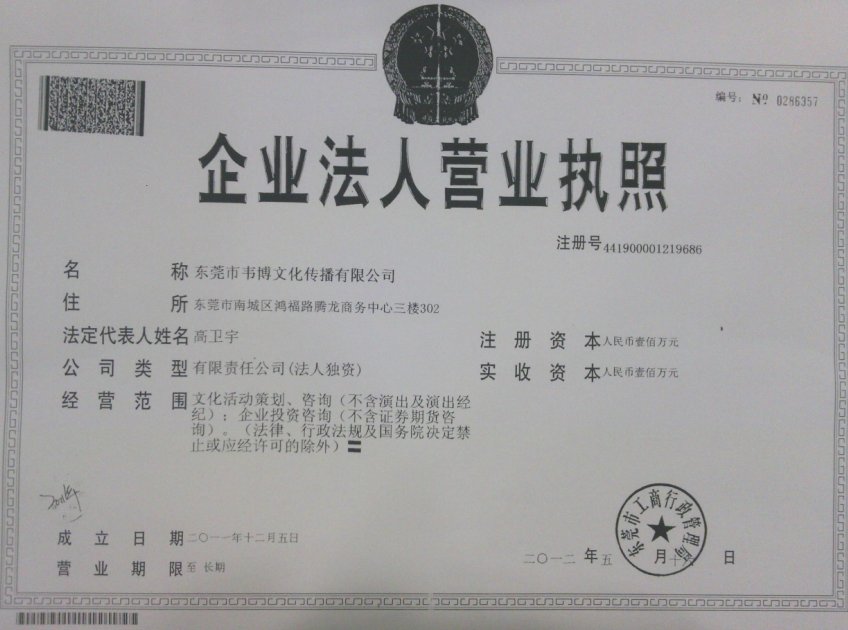 编号: № 0286357
企业法人营业执照
注册号 441900001219686
名 称 东莞市韦博文化传播有限公司
住 所 东莞市南城区鸿福路腾龙商务中心三楼302
法定代表人姓名 高卫宇
注 册 资 本 人民币壹佰万元
公 司 类 型 有限责任公司(法人独资)
实 收 资 本 人民币壹佰万元
经 营 范 围 文化活动策划、咨询(不含演出及演出经
纪);企业投资咨询(不含证券期货咨
询)。(法律、行政法规及国务院决定禁
止或应经许可的除外)
成 立 日 期 二〇一一年十二月五日
营 业 期 限 至 长期
东莞市工商行政管理局
二〇一二 年 五 月 日